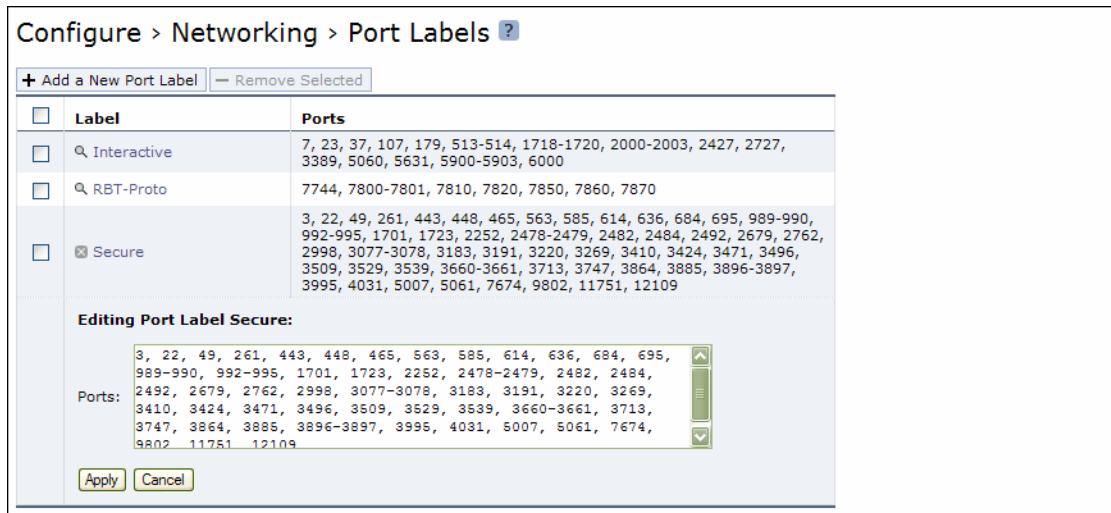 Configure > Networking > Port Labels ?
+ Add a New Port Label — Remove Selected
Label Ports
Interactive 7, 23, 37, 107, 179, 513-514, 1718-1720, 2000-2003, 2427, 2727,
3389, 5060, 5631, 5900-5903, 6000
RBT-Proto 7744, 7800-7801, 7810, 7820, 7850, 7860, 7870
3, 22, 49, 261, 443, 448, 465, 563, 585, 614, 636, 684, 695, 989-990,
992-995, 1701, 1723, 2252, 2478-2479, 2482, 2484, 2492, 2679, 2762,
Secure 2998, 3077-3078, 3183, 3191, 3220, 3269, 3410, 3424, 3471, 3496,
3509, 3529, 3539, 3660-3661, 3713, 3747, 3864, 3885, 3896-3897,
3995, 4031, 5007, 5061, 7674, 9802, 11751, 12109
Editing Port Label Secure:
3, 22, 49, 261, 443, 448, 465, 563, 585, 614, 636, 684, 695,
989-990, 992-995, 1701, 1723, 2252, 2478-2479, 2482, 2484,
Ports: 2492, 2679, 2762, 2998, 3077-3078, 3183, 3191, 3220, 3269,
3410, 3424, 3471, 3496, 3509, 3529, 3539, 3660-3661, 3713,
3747, 3864, 3885, 3896-3897, 3995, 4031, 5007, 5061, 7674,
9802, 11751, 12109
Apply Cancel